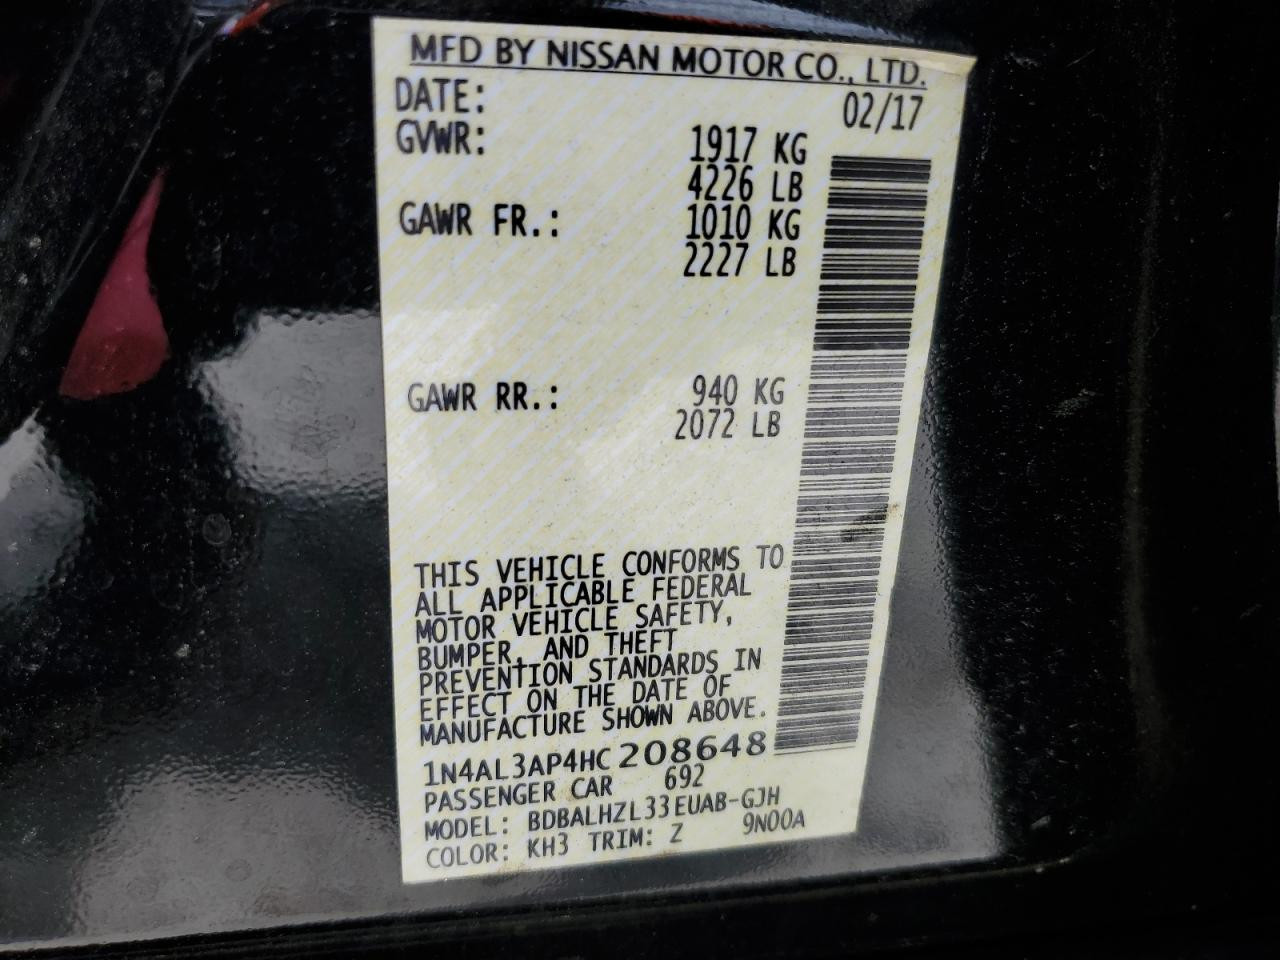 MFD BY NISSAN MOTOR CO., LTD.
DATE: 02/17
GVWR: 1917 KG
4226 LB
GAWR FR.: 1010 KG
2227 LB
GAWR RR.: 940 KG
2072 LB
THIS VEHICLE CONFORMS TO
ALL APPLICABLE FEDERAL
MOTOR VEHICLE SAFETY,
BUMPER, AND THEFT
PREVENTION STANDARDS IN
EFFECT ON THE DATE OF
MANUFACTURE SHOWN ABOVE.
1N4AL3AP4HC208648
PASSENGER CAR 692
MODEL: BDBALHZL33EUAB-GJH
COLOR: KH3 TRIM: Z 9N00A